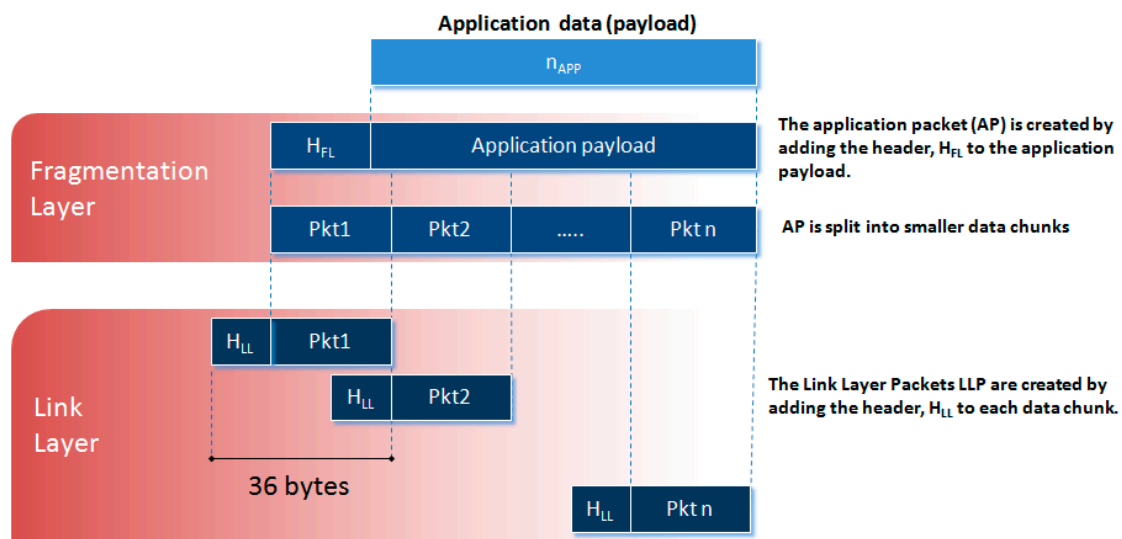 Application data (payload)
nAPP
HFL
Application payload
The application packet (AP) is created by
adding the header, HFL to the application
payload.
Fragmentation
Layer
Pkt1
Pkt2
.....
Pkt n
AP is split into smaller data chunks
HLL
Pkt1
HLL
Pkt2
The Link Layer Packets LLP are created by
adding the header, HLL to each data chunk.
Link
Layer
36 bytes
HLL
Pkt n